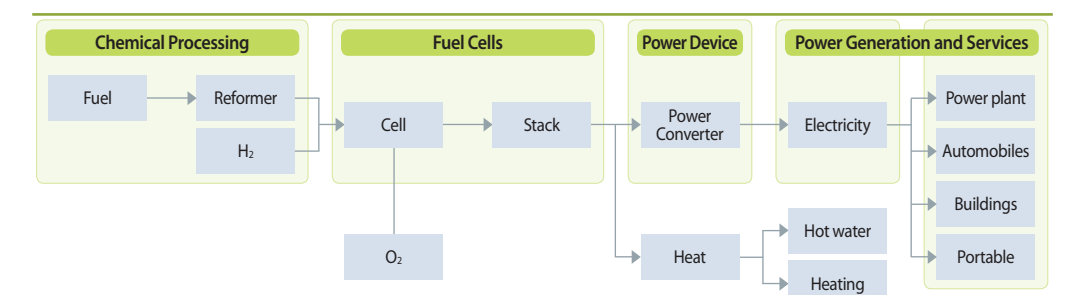 Chemical Processing
Fuel Cells
Power Device
Power Generation and Services
Fuel
Reformer
H₂
Cell
Stack
O₂
Power
Converter
Heat
Electricity
Hot water
Heating
Power plant
Automobiles
Buildings
Portable